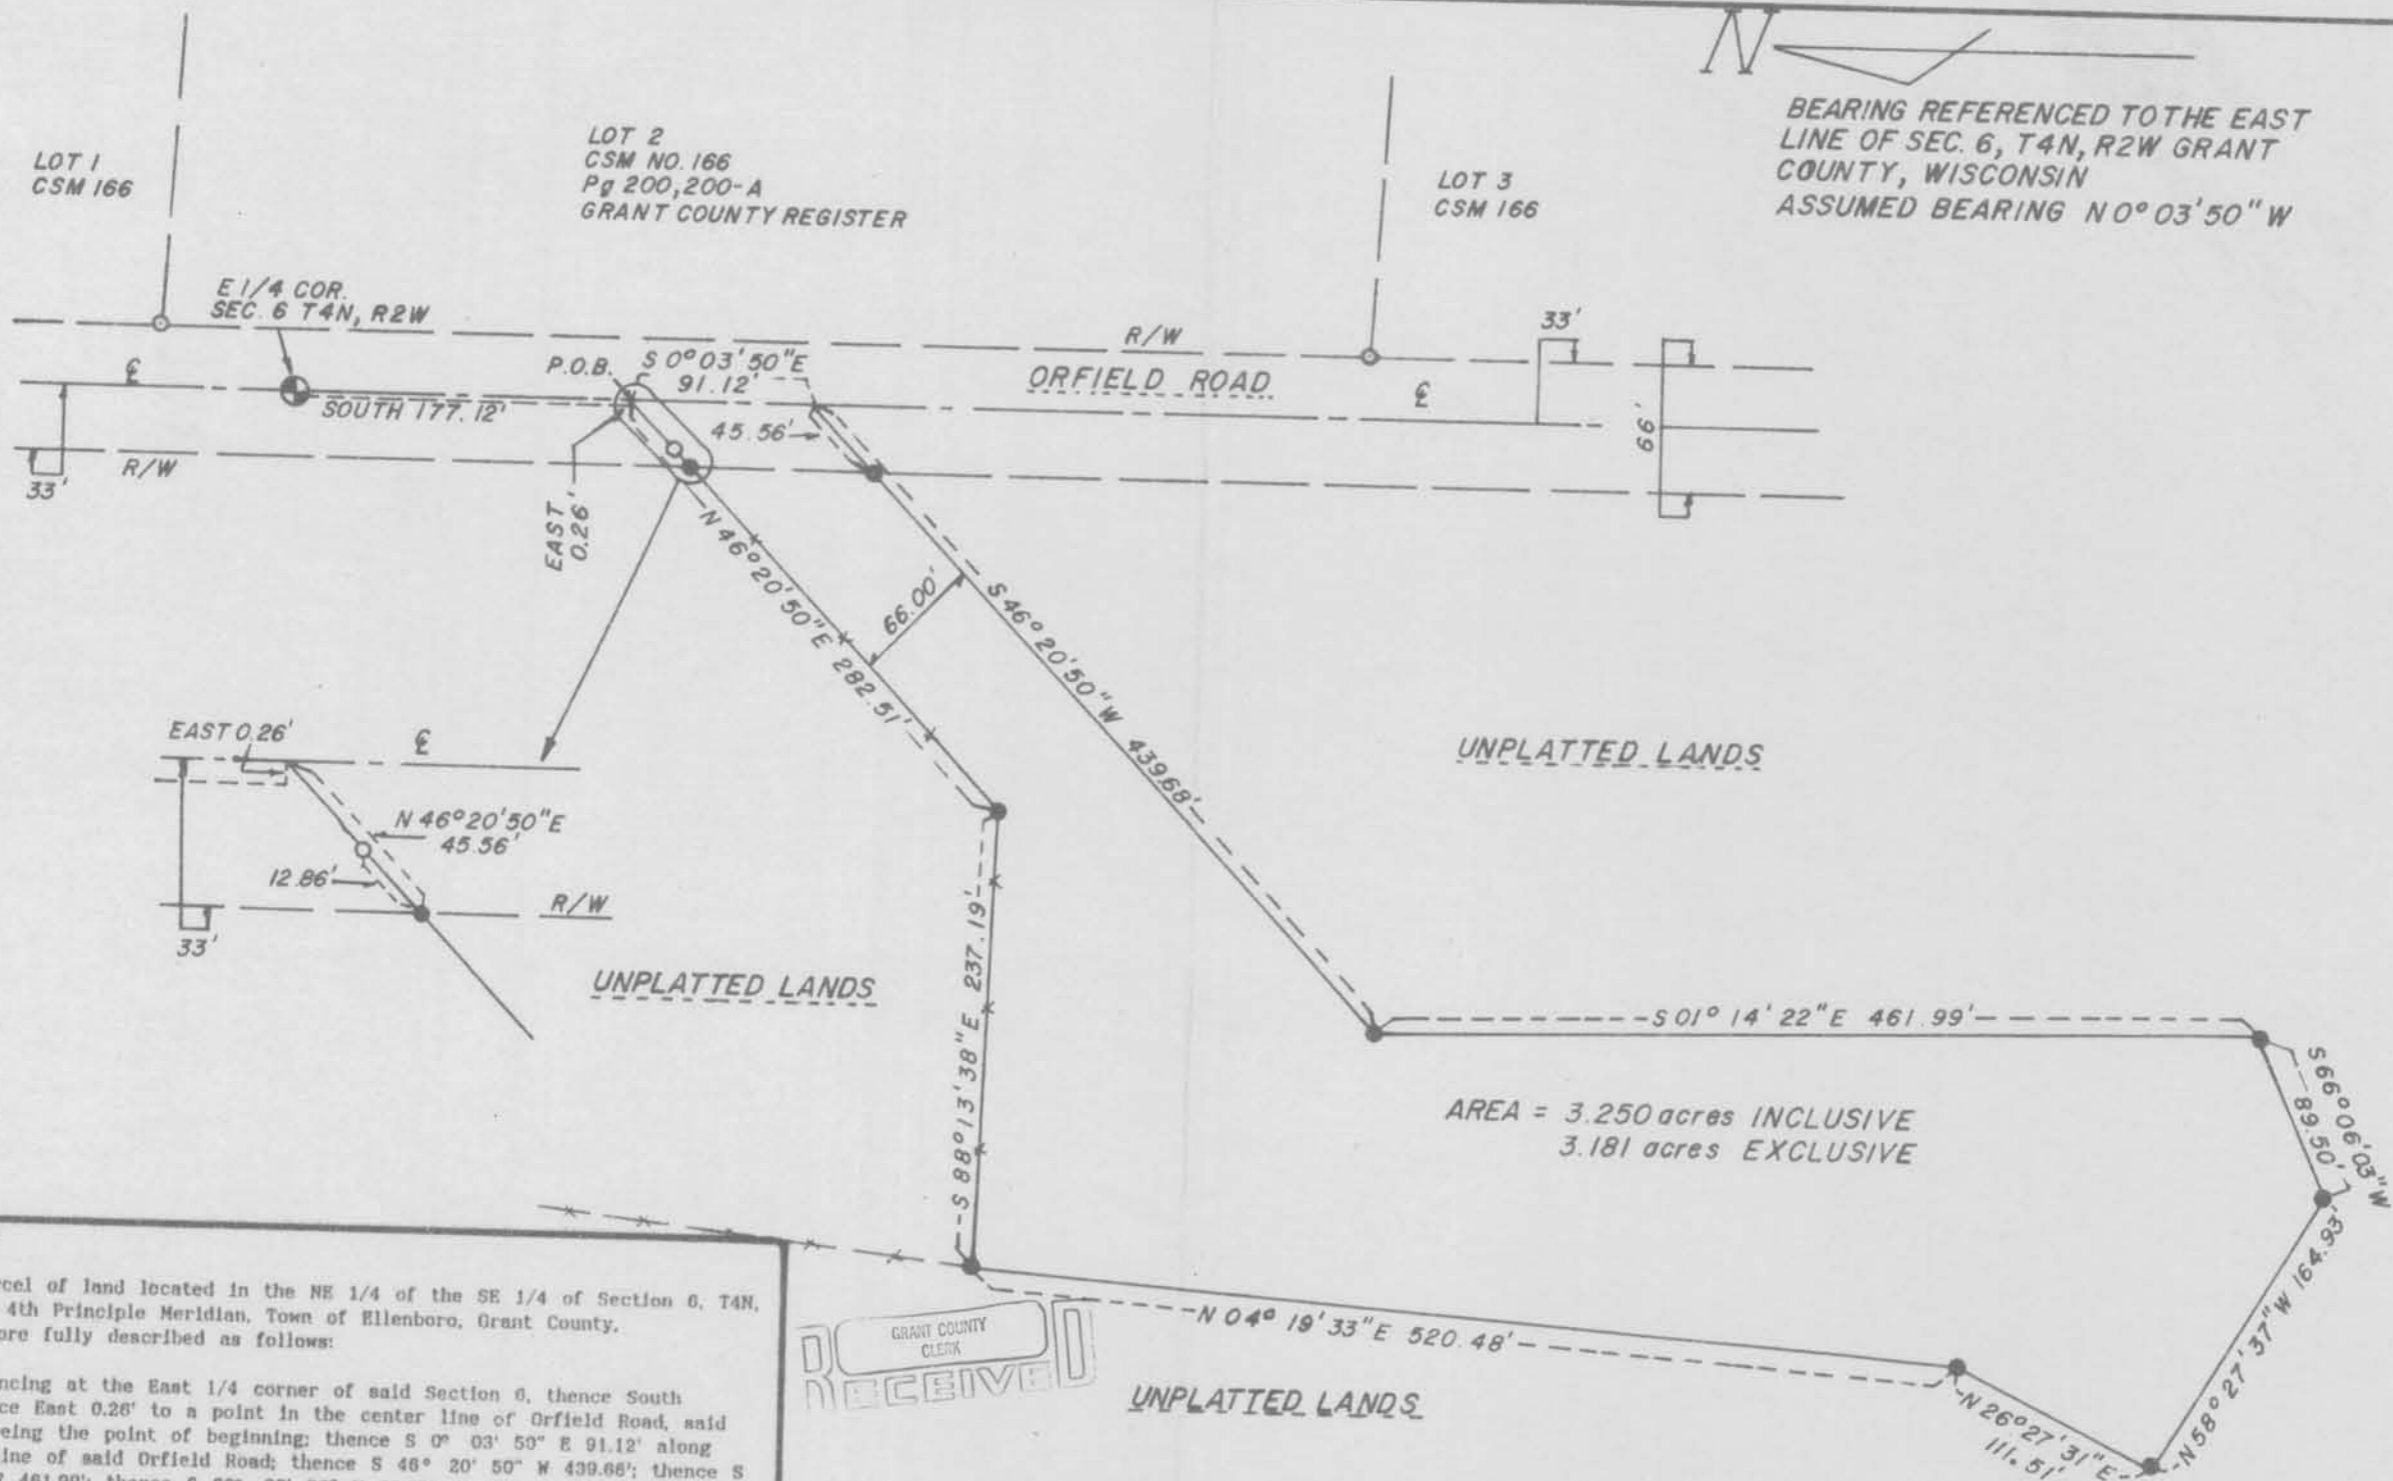 N
BEARING REFERENCED TO THE EAST
LINE OF SEC. 6, T4N, R2W GRANT
COUNTY, WISCONSIN
ASSUMED BEARING N 0° 03' 50" W
LOT 1
CSM 166
LOT 2
CSM NO. 166
Pg 200, 200-A
GRANT COUNTY REGISTER
LOT 3
CSM 166
E 1/4 COR.
SEC. 6 T4N, R2W
R/W
33'
P.O.B.
S 0° 03' 50" E
91.12'
ORFIELD ROAD
℄
℄
SOUTH 177.12'
45.56'
66'
R/W
33'
EAST
0.26'
N 46° 20' 50" E 282.51'
66.00'
S 46° 20' 50" W 439.68'
EAST 0.26'
℄
N 46° 20' 50" E
45.56'
12.86'
R/W
33'
UNPLATTED LANDS
UNPLATTED LANDS
S 88° 13' 38" E 237.19'
S 01° 14' 22" E 461.99'
S 66° 06' 03" W
89.50'
AREA = 3.250 acres INCLUSIVE
3.181 acres EXCLUSIVE
N 58° 27' 37" W 164.93'
N 04° 19' 33" E 520.48'
N 26° 27' 31" E
111.51'
UNPLATTED LANDS
GRANT COUNTY
CLERK
RECEIVED
rcel of land located in the NE 1/4 of the SE 1/4 of Section 6, T4N,
4th Principle Meridian, Town of Ellenboro, Grant County,
ore fully described as follows:
ncing at the East 1/4 corner of said Section 6, thence South
ce East 0.26' to a point in the center line of Orfield Road, said
eing the point of beginning; thence S 0° 03' 50" E 91.12' along
line of said Orfield Road; thence S 46° 20' 50" W 439.68'; thence S
461.99'; thence S